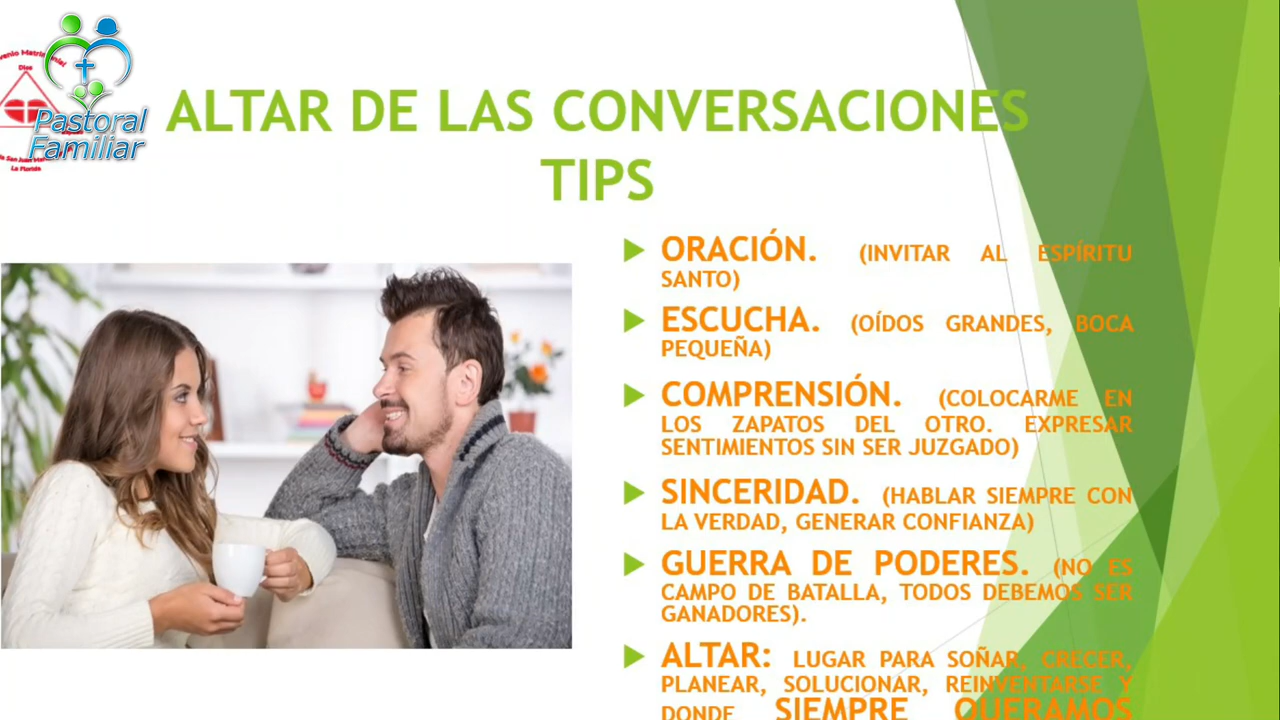 Dios
Pastoral
Familiar
La Florida
ALTAR DE LAS CONVERSACIONES
TIPS
ORACIÓN. (INVITAR AL ESPÍRITU
SANTO)
ESCUCHA. (OÍDOS GRANDES, BOCA
PEQUEÑA)
COMPRENSIÓN. (COLOCARME EN
LOS ZAPATOS DEL OTRO. EXPRESAR
SENTIMIENTOS SIN SER JUZGADO)
SINCERIDAD. (HABLAR SIEMPRE CON
LA VERDAD, GENERAR CONFIANZA)
GUERRA DE PODERES. (NO ES
CAMPO DE BATALLA, TODOS DEBEMOS SER
GANADORES).
ALTAR: LUGAR PARA SOÑAR, CRECER,
PLANEAR, SOLUCIONAR, REINVENTARSE Y
DONDE SIEMPRE QUERAMOS